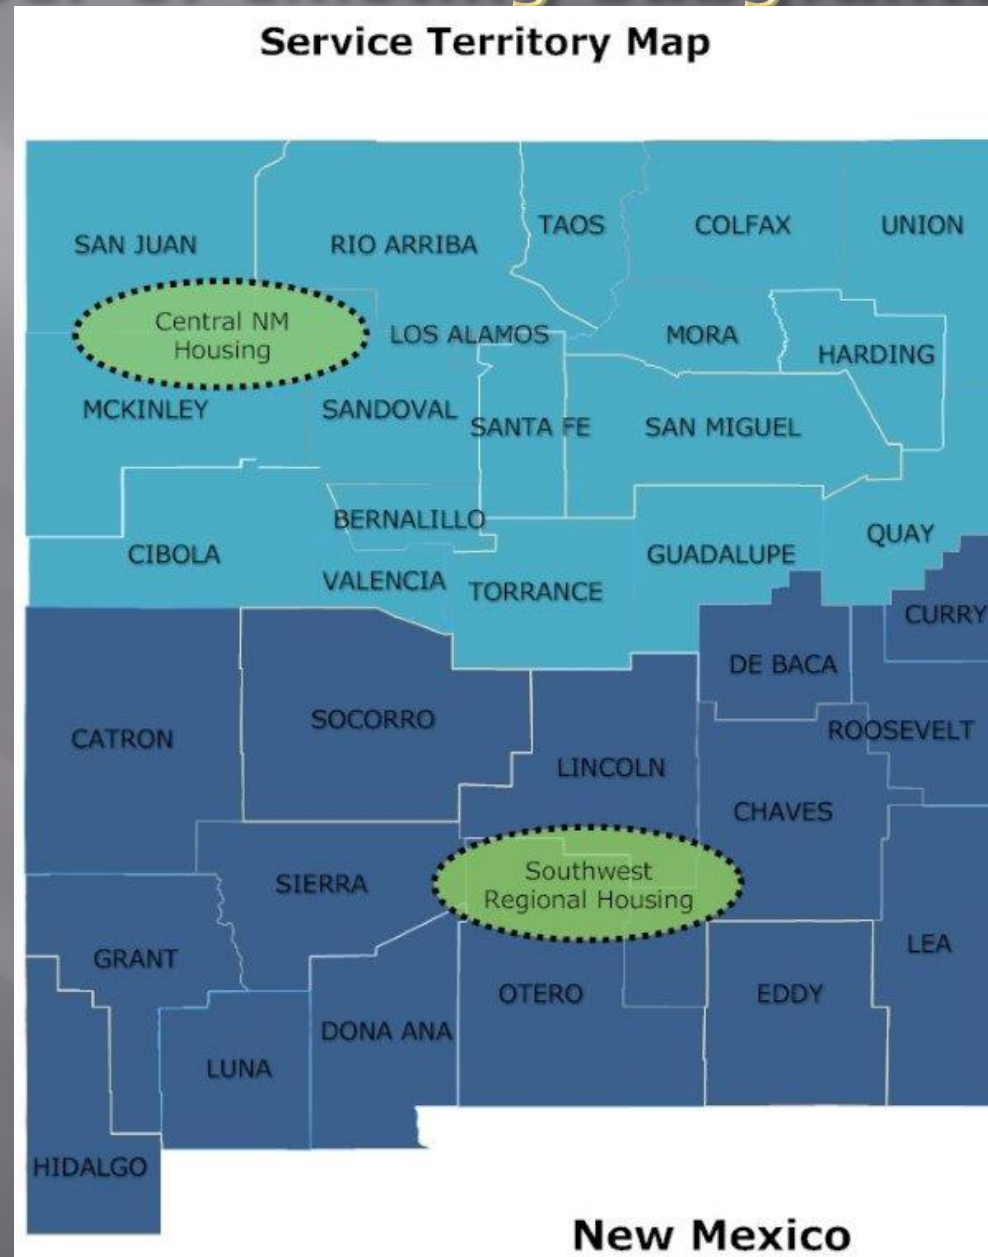 Service Territory Map
TAOS
COLFAX
UNION
SAN JUAN
RIO ARRIBA
Central NM
Housing
LOS ALAMOS
MORA
HARDING
MCKINLEY
SANDOVAL
SANTA FE
SAN MIGUEL
BERNALILLO
QUAY
CIBOLA
GUADALUPE
VALENCIA
TORRANCE
CURRY
DE BACA
SOCORRO
ROOSEVELT
CATRON
LINCOLN
CHAVES
SIERRA
Southwest
Regional Housing
LEA
GRANT
OTERO
EDDY
DONA ANA
LUNA
HIDALGO
New Mexico